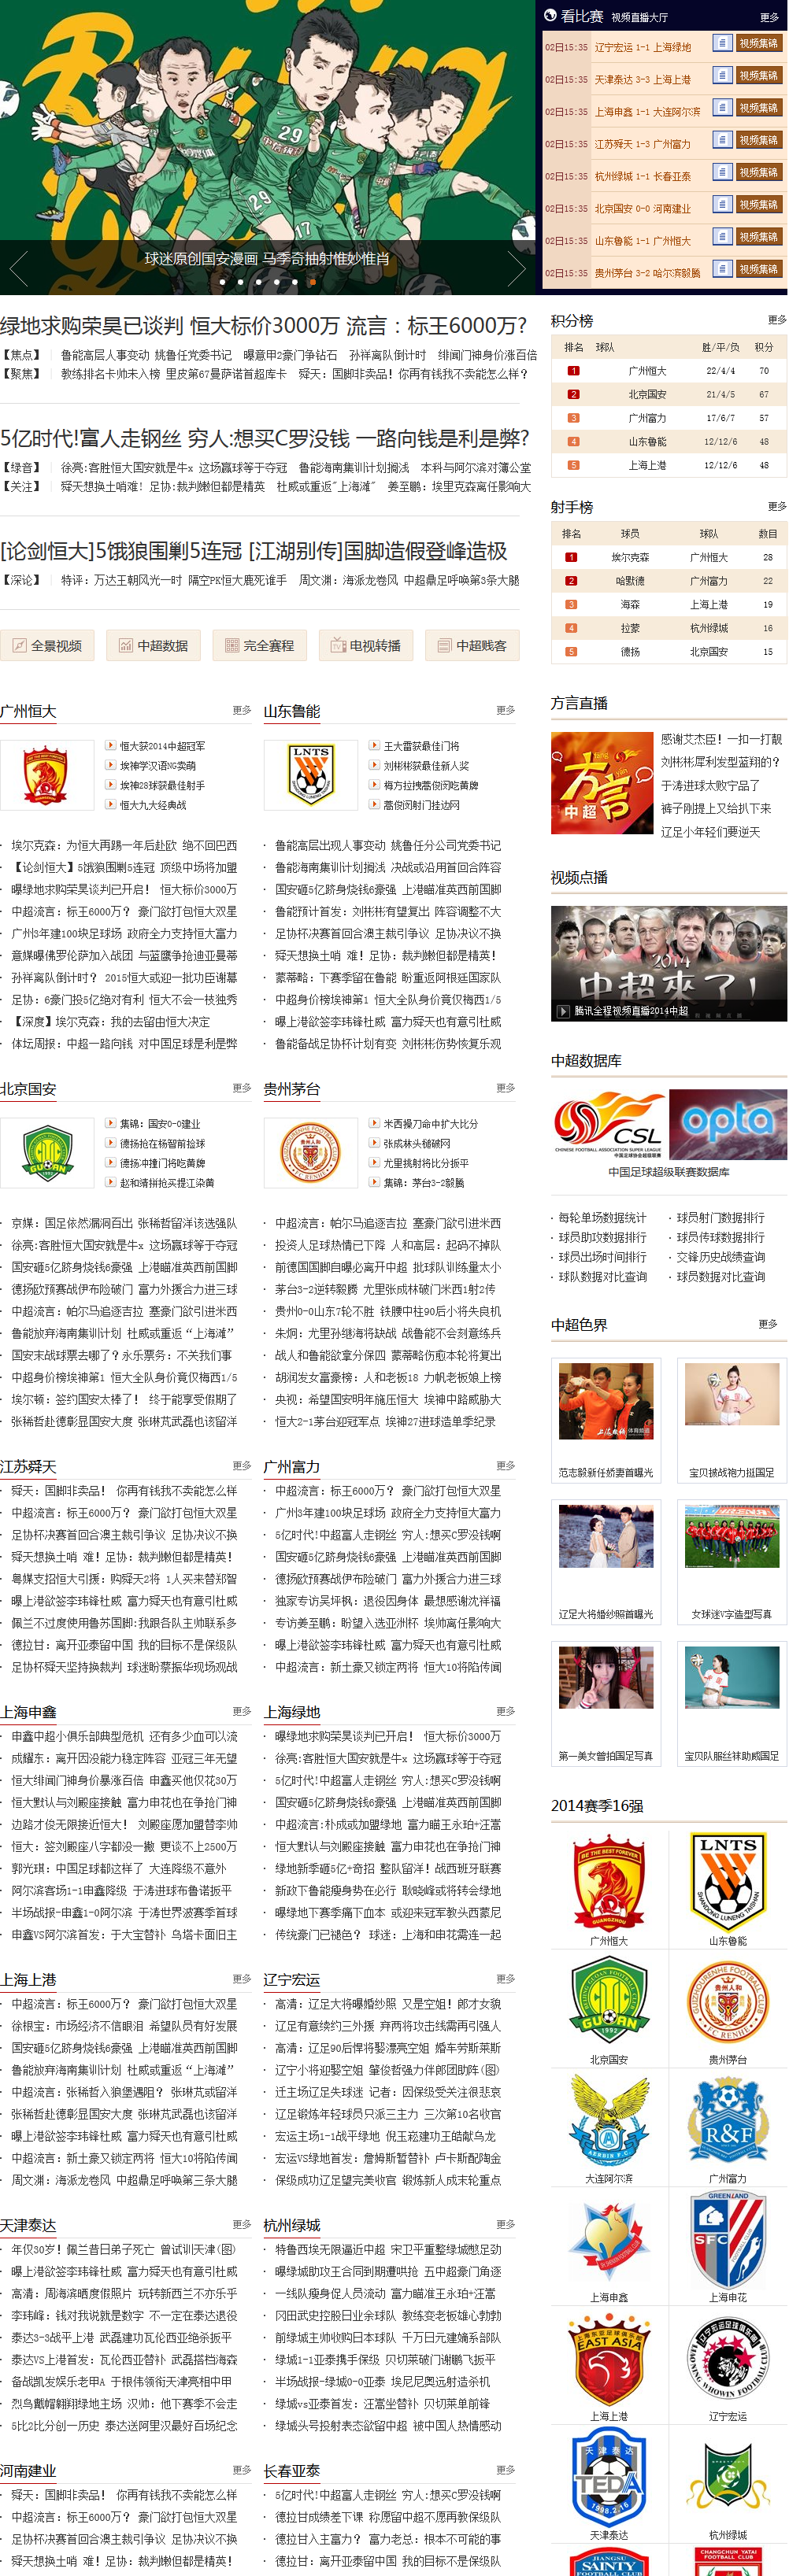 看比赛 视频直播大厅 更多
02日15:35 辽宁宏运 1-1 上海绿地 视频集锦
02日15:35 天津泰达 3-3 上海上港 视频集锦
02日15:35 上海申鑫 1-1 大连阿尔滨 视频集锦
02日15:35 江苏舜天 1-3 广州富力 视频集锦
02日15:35 杭州绿城 1-1 长春亚泰 视频集锦
02日15:35 北京国安 0-0 河南建业 视频集锦
02日15:35 山东鲁能 1-1 广州恒大 视频集锦
02日15:35 贵州茅台 3-2 哈尔滨毅腾 视频集锦
球迷原创国安漫画 马季奇抽射惟妙惟肖
绿地求购荣昊已谈判 恒大标价3000万 流言：标王6000万?
【焦点】 鲁能高层人事变动 姚鲁任党委书记 曝意甲2豪门争钻石 孙祥离队倒计时 绯闻门神身价涨百倍
【聚焦】 教练排名卡帅未入榜 里皮第67曼萨诺首超库卡 舜天：国脚非卖品！你再有钱我不卖能怎么样？
5亿时代!富人走钢丝 穷人:想买C罗没钱 一路向钱是利是弊?
【绿音】 徐亮:客胜恒大国安就是牛x 这场赢球等于夺冠 鲁能海南集训计划搁浅 本科与阿尔滨对簿公堂
【关注】 舜天想换土哨难！足协:裁判嫩但都是精英 杜威或重返"上海滩" 姜至鹏：埃里克森离任影响大
[论剑恒大]5饿狼围剿5连冠 [江湖别传]国脚造假登峰造极
【深论】 特评：万达王朝风光一时 隔空PK恒大鹿死谁手 周文渊：海派龙卷风 中超鼎足呼唤第3条大腿
全景视频 中超数据 完全赛程 电视转播 中超贱客
积分榜 更多
排名 球队 胜/平/负 积分
1 广州恒大 22/4/4 70
2 北京国安 21/4/5 67
3 广州富力 17/6/7 57
4 山东鲁能 12/12/6 48
5 上海上港 12/12/6 48
射手榜 更多
排名 球员 球队 数目
1 埃尔克森 广州恒大 28
2 哈默德 广州富力 22
3 海森 上海上港 19
4 拉蒙 杭州绿城 16
5 德扬 北京国安 15
广州恒大 更多
恒大获2014中超冠军
埃神学汉语NG卖萌
埃神28球获最佳射手
恒大九大经典战
埃尔克森：为恒大再踢一年后赴欧 绝不回巴西
【论剑恒大】5饿狼围剿5连冠 顶级中场将加盟
曝绿地求购荣昊谈判已开启！ 恒大标价3000万
中超流言：标王6000万？ 豪门欲打包恒大双星
广州3年建100块足球场 政府全力支持恒大富力
意媒曝佛罗伦萨加入战团 与蓝鹰争抢迪亚曼蒂
孙祥离队倒计时？ 2015恒大或迎一批功臣谢幕
足协：6豪门投5亿绝对有利 恒大不会一枝独秀
【深度】埃尔克森：我的去留由恒大决定
体坛周报：中超一路向钱 对中国足球是利是弊
山东鲁能 更多
王大雷获最佳门将
刘彬彬获最佳新人奖
梅方拉拽蒿俊闵吃黄牌
蒿俊闵射门挂边网
鲁能高层出现人事变动 姚鲁任分公司党委书记
鲁能海南集训计划搁浅 决战或沿用首回合阵容
国安砸5亿跻身烧钱6豪强 上港瞄准英西前国脚
鲁能预计首发：刘彬彬有望复出 阵容调整不大
足协杯决赛首回合澳主裁引争议 足协决议不换
舜天想换土哨 难！足协：裁判嫩但都是精英！
蒙蒂略：下赛季留在鲁能 盼重返阿根廷国家队
中超身价榜埃神第1 恒大全队身价竟仅梅西1/5
曝上港欲签李玮锋杜威 富力舜天也有意引杜威
鲁能备战足协杯计划有变 刘彬彬伤势恢复乐观
方言直播
感谢艾杰臣！一扣一打靓
刘彬彬犀利发型蓝翔的？
于涛进球太败宁品了
裤子刚提上又给扒下来
辽足小年轻们要逆天
方言
中超
视频点播
2014
中超来了!
腾讯全程视频直播2014中超
中超数据库
CSL
CHINESE FOOTBALL ASSOCIATION SUPER LEAGUE
中国足球协会超级联赛
opta
中国足球超级联赛数据库
每轮单场数据统计 球员射门数据排行
球员助攻数据排行 球员传球数据排行
球员出场时间排行 交锋历史战绩查询
球队数据对比查询 球员数据对比查询
北京国安 更多
集锦：国安0-0建业
德扬抢在杨智前捡球
德扬冲撞门将吃黄牌
赵和靖拼抢买提江染黄
京媒：国足依然漏洞百出 张稀哲留洋该选强队
徐亮:客胜恒大国安就是牛x 这场赢球等于夺冠
国安砸5亿跻身烧钱6豪强 上港瞄准英西前国脚
德扬欧预赛战伊布险破门 富力外援合力进三球
中超流言：帕尔马追逐吉拉 塞豪门欲引进米西
鲁能放弃海南集训计划 杜威或重返“上海滩”
国安末战球票去哪了？永乐票务：不关我们事
中超身价榜埃神第1 恒大全队身价竟仅梅西1/5
埃尔顿：签约国安太棒了！ 终于能享受假期了
张稀哲赴德彰显国安大度 张琳芃武磊也该留洋
贵州茅台 更多
米西操刀命中扩大比分
张成林头槌破网
尤里挑射将比分扳平
集锦：茅台3-2毅腾
中超流言：帕尔马追逐吉拉 塞豪门欲引进米西
投资人足球热情已下降 人和高层：起码不掉队
前德国国脚自曝必离开中超 批球队训练量太小
茅台3-2逆转毅腾 尤里张成林破门米西1射2传
贵州0-0山东7轮不胜 铁腰中柱90后小将失良机
朱炯：尤里孙继海将缺战 战鲁能不会刻意练兵
战人和鲁能欲拿分保四 蒙蒂略伤愈本轮将复出
胡润发女富豪榜：人和老板18 力帆老板娘上榜
央视：希望国安明年施压恒大 埃神中路威胁大
恒大2-1茅台迎冠军点 埃神27进球造单季纪录
中超色界 更多
范志毅新任娇妻首曝光 宝贝披战袍力挺国足
辽足大将婚纱照首曝光 女球迷V字造型写真
第一美女曾怕国足写真 宝贝队服丝袜助威国足
江苏舜天 更多
舜天：国脚非卖品！ 你再有钱我不卖能怎么样
中超流言：标王6000万？ 豪门欲打包恒大双星
足协杯决赛首回合澳主裁引争议 足协决议不换
舜天想换土哨 难！足协：裁判嫩但都是精英！
粤媒支招恒大引援：购舜天2将 1人买来替郑智
曝上港欲签李玮锋杜威 富力舜天也有意引杜威
佩兰不过度使用鲁苏国脚:我跟各队主帅联系多
德拉甘：离开亚泰留中国 我的目标不是保级队
足协杯舜天坚持换裁判 球迷盼蔡振华现场观战
广州富力 更多
中超流言：标王6000万？ 豪门欲打包恒大双星
广州3年建100块足球场 政府全力支持恒大富力
5亿时代!中超富人走钢丝 穷人:想买C罗没钱啊
国安砸5亿跻身烧钱6豪强 上港瞄准英西前国脚
德扬欧预赛战伊布险破门 富力外援合力进三球
独家专访吴坪枫：退役因身体 最想感谢沈祥福
专访姜至鹏：盼望入选亚洲杯 埃帅离任影响大
曝上港欲签李玮锋杜威 富力舜天也有意引杜威
中超流言：新土豪又锁定两将 恒大10将陷传闻
上海申鑫 更多
申鑫中超小俱乐部典型危机 还有多少血可以流
成耀东：离开因没能力稳定阵容 亚冠三年无望
恒大绯闻门神身价暴涨百倍 申鑫买他仅花30万
恒大默认与刘殿座接触 富力申花也在争抢门神
边路才俊无限接近恒大！ 刘殿座愿加盟替李帅
恒大：签刘殿座八字都没一撇 更谈不上2500万
郭光琪：中国足球都这样了 大连降级不意外
阿尔滨客场1-1申鑫降级 于涛进球布鲁诺扳平
半场战报-申鑫1-0阿尔滨 于涛世界波赛季首球
申鑫VS阿尔滨首发：于大宝替补 乌塔卡面旧主
上海绿地 更多
曝绿地求购荣昊谈判已开启！ 恒大标价3000万
徐亮:客胜恒大国安就是牛x 这场赢球等于夺冠
5亿时代!中超富人走钢丝 穷人:想买C罗没钱啊
国安砸5亿跻身烧钱6豪强 上港瞄准英西前国脚
中超流言:朴成或加盟绿地 富力瞄王永珀+汪嵩
恒大默认与刘殿座接触 富力申花也在争抢门神
绿地新季砸5亿+奇招 整队留洋！战西班牙联赛
新政下鲁能瘦身势在必行 耿晓峰或将转会绿地
曝绿地下赛季痛下血本 或迎来冠军教头西蒙尼
传统豪门已褪色？ 球迷：上海和申花需连一起
2014赛季16强
广州恒大 山东鲁能
北京国安 贵州茅台
大连阿尔滨 广州富力
上海申鑫 上海申花
上海上港 辽宁宏运
天津泰达 杭州绿城
上海上港 更多
中超流言：标王6000万？ 豪门欲打包恒大双星
徐根宝：市场经济不信眼泪 希望队员有好发展
国安砸5亿跻身烧钱6豪强 上港瞄准英西前国脚
鲁能放弃海南集训计划 杜威或重返“上海滩”
中超流言：张稀哲入狼堡遇阻？ 张琳芃或留洋
张稀哲赴德彰显国安大度 张琳芃武磊也该留洋
曝上港欲签李玮锋杜威 富力舜天也有意引杜威
中超流言：新土豪又锁定两将 恒大10将陷传闻
周文渊：海派龙卷风 中超鼎足呼唤第三条大腿
辽宁宏运 更多
高清：辽足大将曝婚纱照 又是空姐！郎才女貌
辽足有意续约三外援 弃两将攻击线需再引强人
高清：辽足90后悍将娶漂亮空姐 婚车劳斯莱斯
辽宁小将迎娶空姐 肇俊哲强力伴郎团助阵(图)
迁主场辽足失球迷 记者：因保级受关注很悲哀
辽足锻炼年轻球员只派三主力 三次第10名收官
宏运主场1-1战平绿地 倪玉崧建功王皓献乌龙
宏运VS绿地首发：詹姆斯暂替补 卢卡斯配陶金
保级成功辽足望完美收官 锻炼新人成末轮重点
天津泰达 更多
年仅30岁！佩兰昔日弟子死亡 曾试训天津(图)
曝上港欲签李玮锋杜威 富力舜天也有意引杜威
高清：周海滨晒度假照片 玩转新西兰不亦乐乎
李玮峰：钱对我说就是数字 不一定在泰达退役
泰达3-3战平上港 武磊建功瓦伦西亚绝杀扳平
泰达VS上港首发：瓦伦西亚替补 武磊搭档海森
备战凯发娱乐老甲A 于根伟领衔天津亮相中甲
烈鸟戴帽翱翔绿地主场 汉帅：他下赛季不会走
5比2比分创一历史 泰达送阿里汉最好百场纪念
杭州绿城 更多
特鲁西埃无限逼近中超 宋卫平重整绿城憋足劲
曝绿城助攻王合同到期遭哄抢 五中超豪门角逐
一线队瘦身促人员流动 富力瞄准王永珀+汪嵩
冈田武史控股日业余球队 教练变老板雄心勃勃
前绿城主帅收购日本球队 千万日元建嫡系部队
绿城1-1亚泰携手保级 贝切莱破门谢鹏飞扳平
半场战报-绿城0-0亚泰 埃尼尼奥远射造杀机
绿城vs亚泰首发：汪嵩坐替补 贝切莱单前锋
绿城头号投射表态欲留中超 被中国人热情感动
河南建业 更多
舜天：国脚非卖品！ 你再有钱我不卖能怎么样
中超流言：标王6000万？ 豪门欲打包恒大双星
足协杯决赛首回合澳主裁引争议 足协决议不换
舜天想换土哨 难！足协：裁判嫩但都是精英！
长春亚泰 更多
5亿时代!中超富人走钢丝 穷人:想买C罗没钱啊
德拉甘成绩差下课 称愿留中超不愿再教保级队
德拉甘入主富力？ 富力老总：根本不可能的事
德拉甘：离开亚泰留中国 我的目标不是保级队